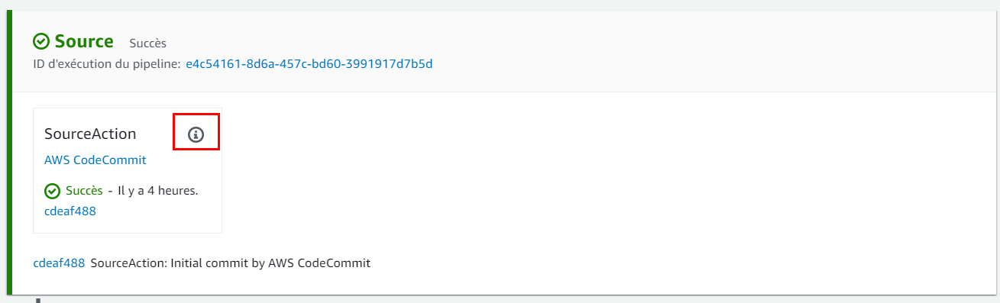 Source Succès
ID d'exécution du pipeline: e4c54161-8d6a-457c-bd60-3991917d7b5d
SourceAction
AWS CodeCommit
Succès - Il y a 4 heures.
cdeaf488
cdeaf488 SourceAction: Initial commit by AWS CodeCommit